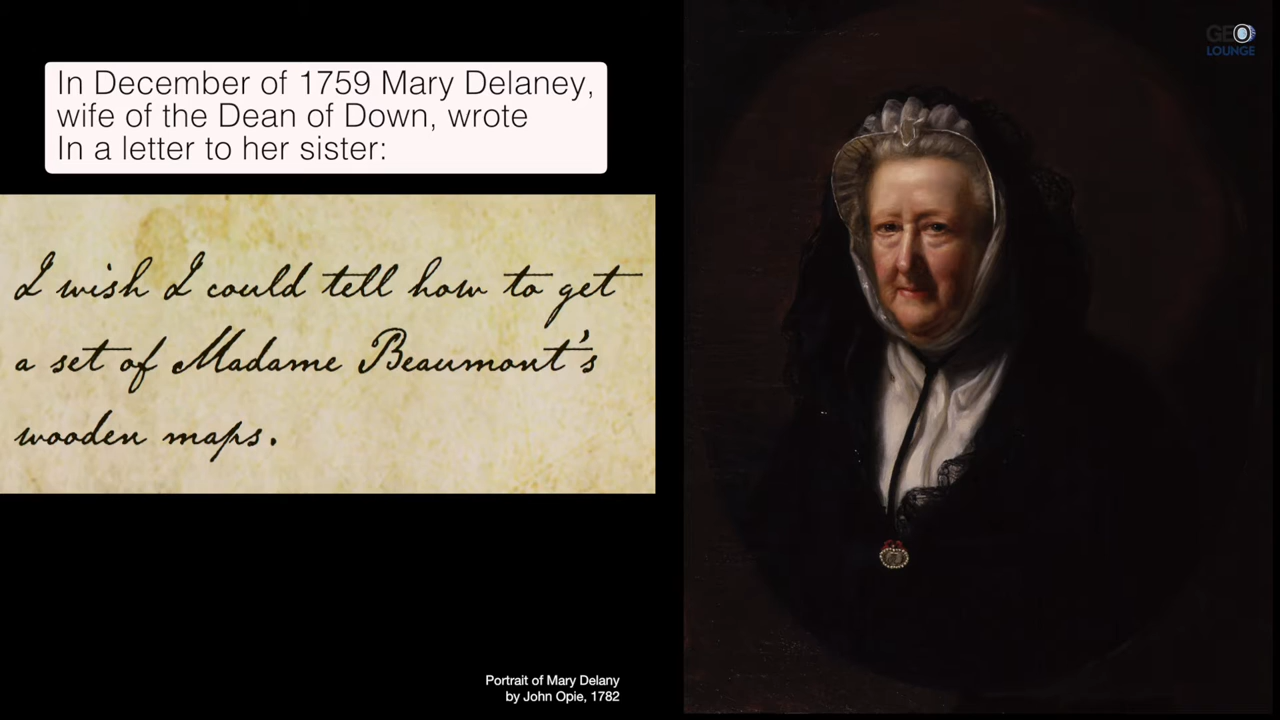 In December of 1759 Mary Delaney,
wife of the Dean of Down, wrote
In a letter to her sister:
I wish I could tell how to get
a set of Madame Beaumont's
wooden maps.
Portrait of Mary Delany
by John Opie, 1782
GEO
LOUNGE